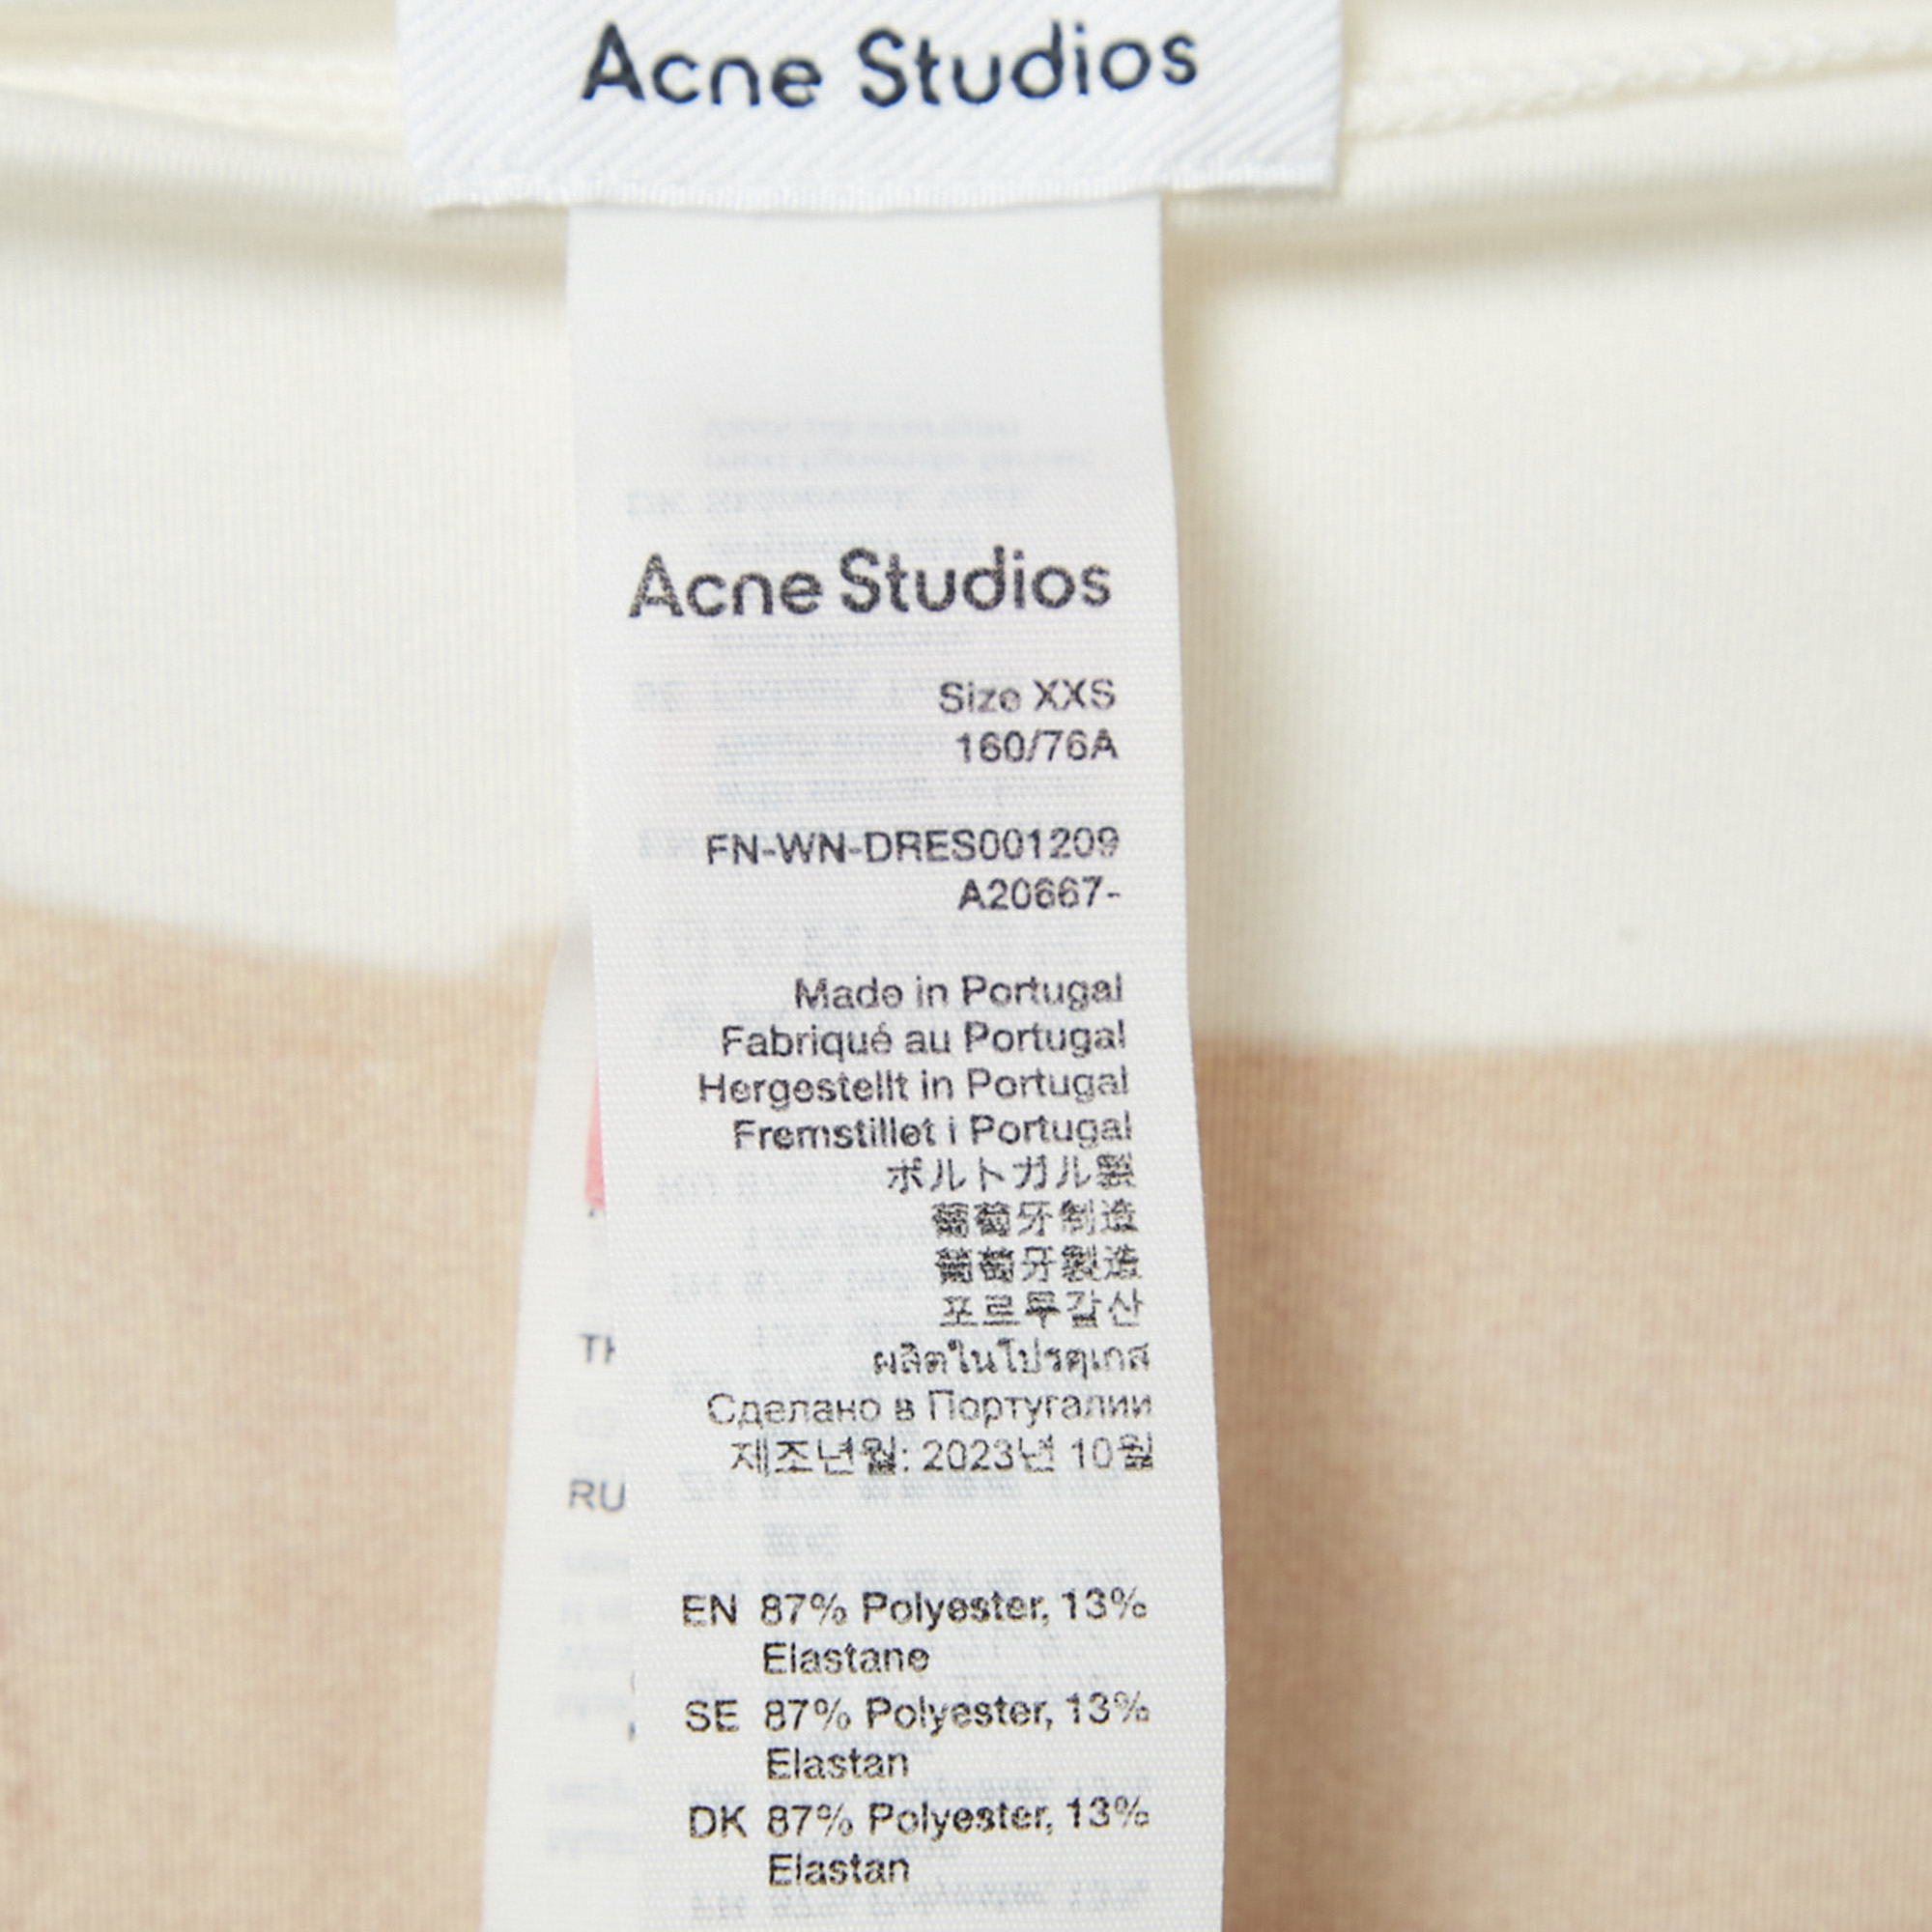 Acne Studios
Acne Studios
Size XXS
160/76A
FN-WN-DRES001209
A20667-
Made in Portugal
Fabriqué au Portugal
Hergestellt in Portugal
Fremstillet i Portugal
ポルトガル製
葡萄牙制造
葡萄牙製造
포르투갈산
ผลิตในโปรตุเกส
Сделано в Португалии
제조년월: 2023년 10월
RU
EN 87% Polyester, 13%
Elastane
SE 87% Polyester, 13%
Elastan
DK 87% Polyester, 13%
Elastan